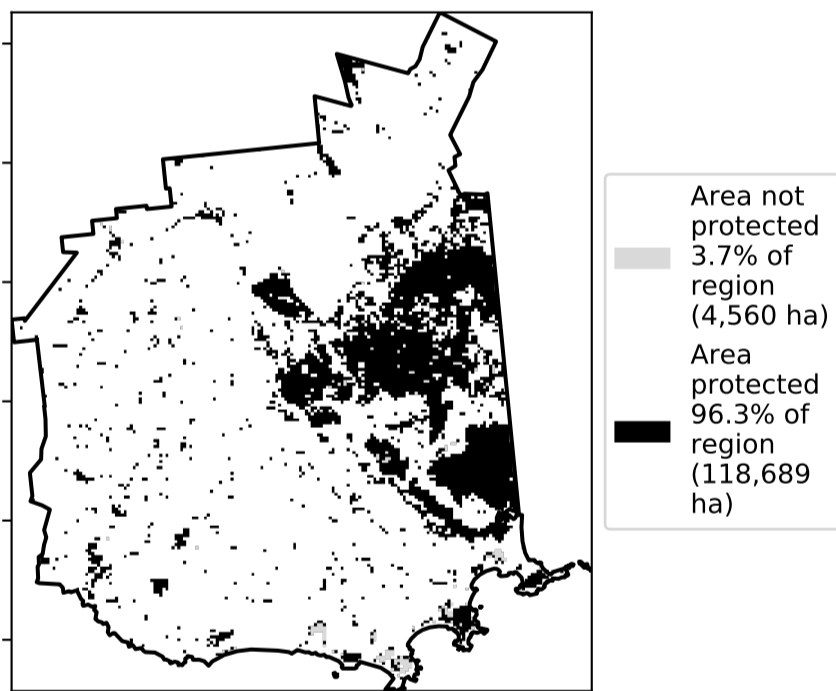 Area not
protected
3.7% of
region
(4,560 ha)
Area
protected
96.3% of
region
(118,689
ha)